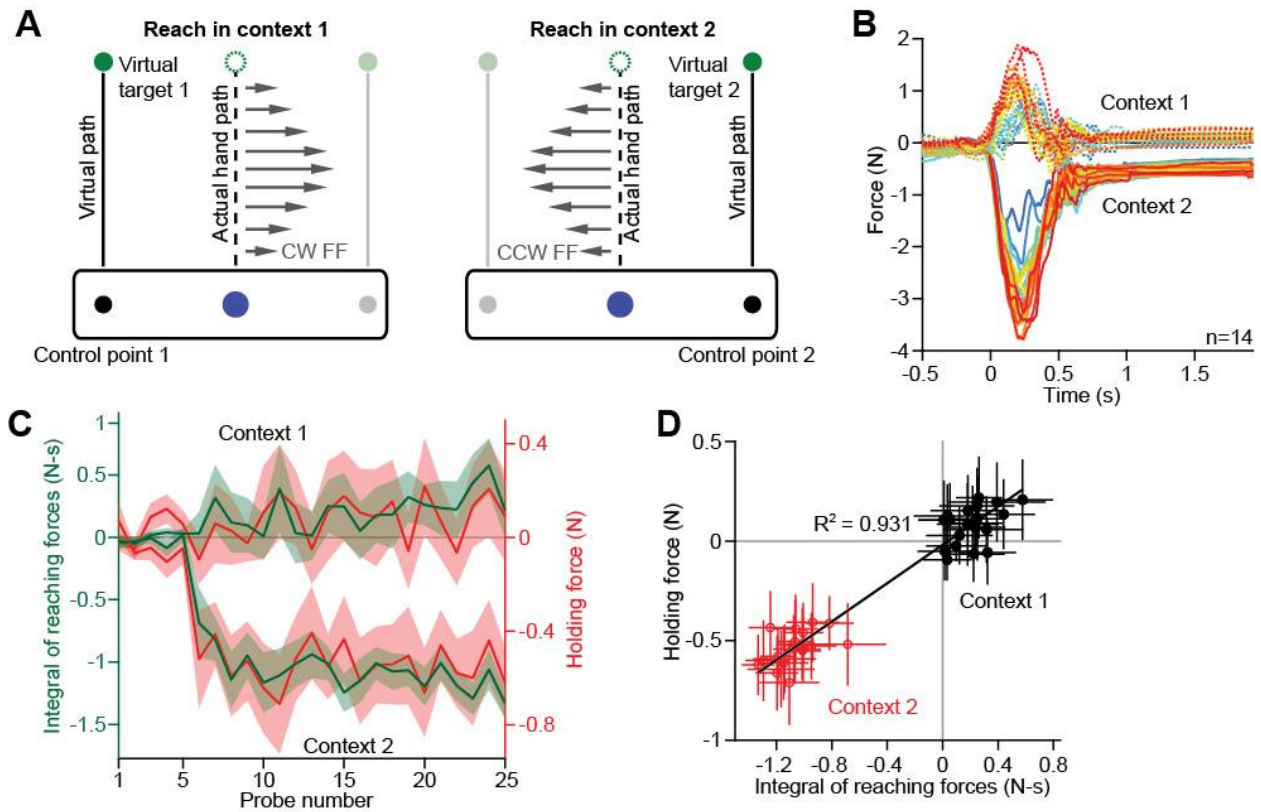 A
Reach in context 1
Reach in context 2
Virtual
target 1
Virtual
target 2
Virtual path
Actual hand path
Actual hand path
Virtual path
CW FF
CCW FF
Control point 1
Control point 2
B
2
1
0
-1
-2
-3
-4
Force (N)
Context 1
Context 2
n=14
-0.5
0
0.5
1
1.5
Time (s)
C
Integral of reaching forces (N-s)
1
0.5
0
-0.5
-1
-1.5
Context 1
Context 2
0.4
0
-0.4
-0.8
Holding force (N)
1
5
10
15
20
25
Probe number
D
Holding force (N)
0.5
0
-0.5
-1
R² = 0.931
Context 1
Context 2
-1.2
-0.8
-0.4
0
0.4
0.8
Integral of reaching forces (N-s)